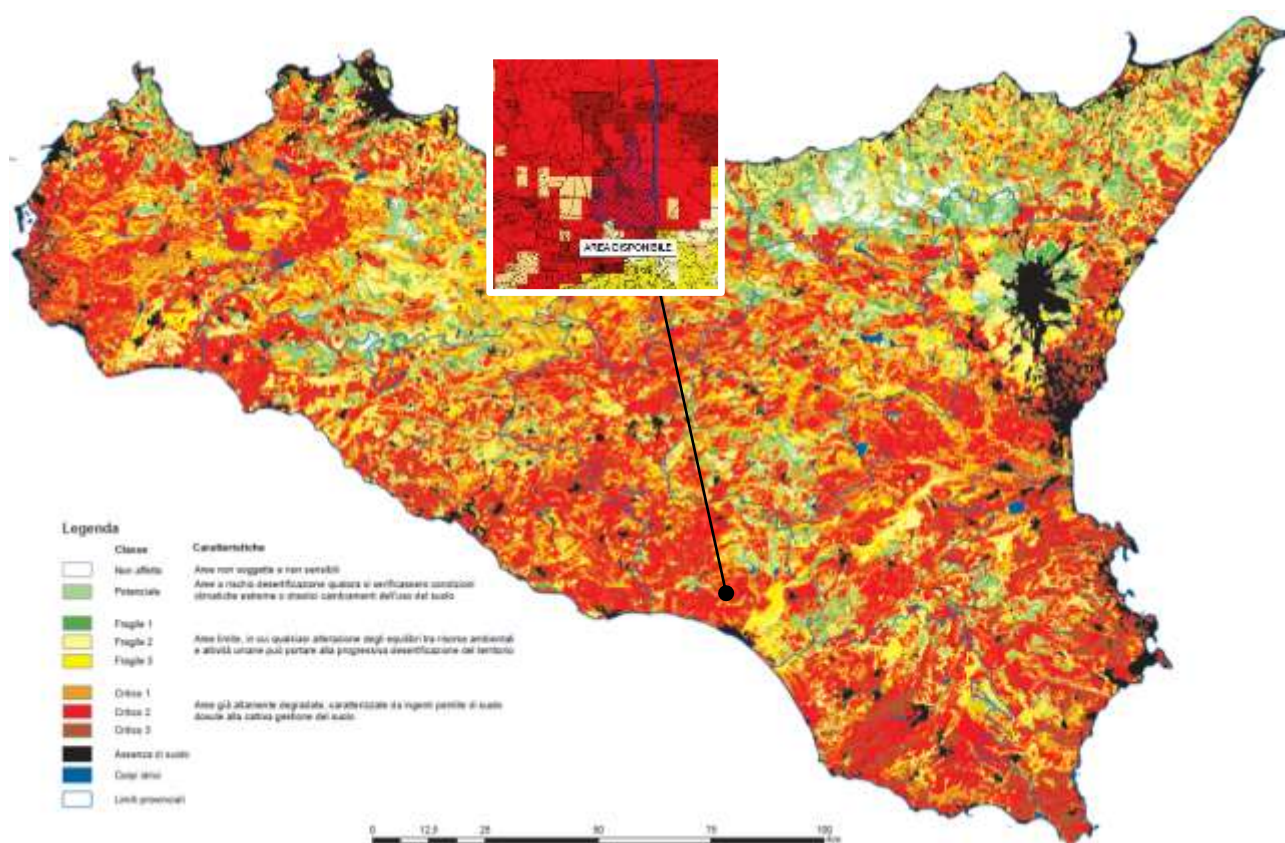 AREA DISPONIBILE
Legenda
Classe Caratteristiche
Non affetto Aree non soggette e non sensibili
Potenziale Aree a rischio desertificazione qualora si verificassero condizioni
climatiche estreme o drastici cambiamenti dell'uso del suolo
Fragile 1
Fragile 2 Aree limite, in cui qualsiasi alterazione degli equilibri tra risorse ambientali
e attività umane può portare alla progressiva desertificazione del territorio
Fragile 3
Critica 1
Critica 2 Aree già altamente degradate, caratterizzate da ingenti perdite di suolo
dovute alla cattiva gestione del suolo
Critica 3
Assenza di suolo
Corpi idrici
Limiti provinciali
0 12,5 25 50 75 100